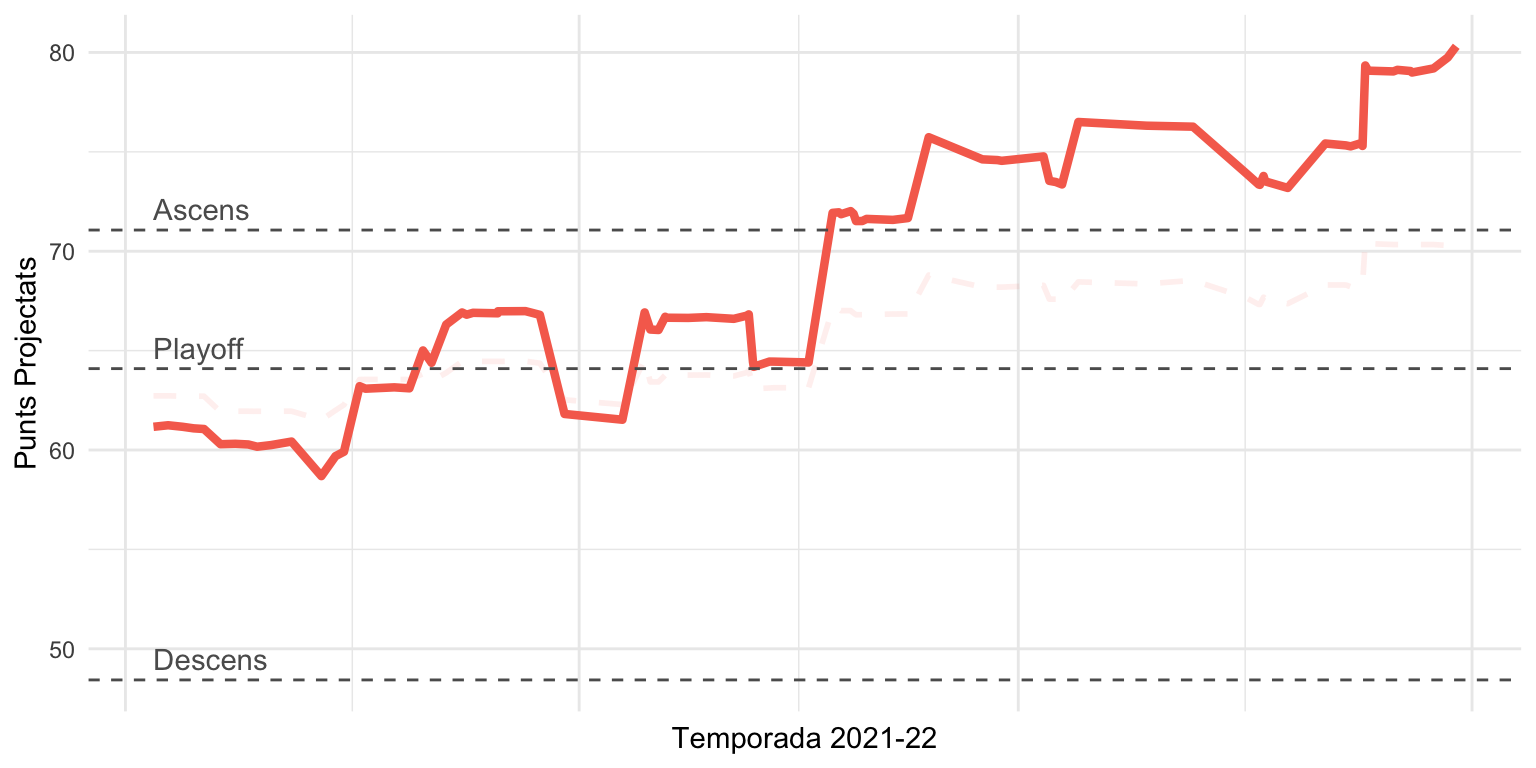 80
Ascens
70
Playoff
60
Descens
50
Punts Projectats
Temporada 2021-22